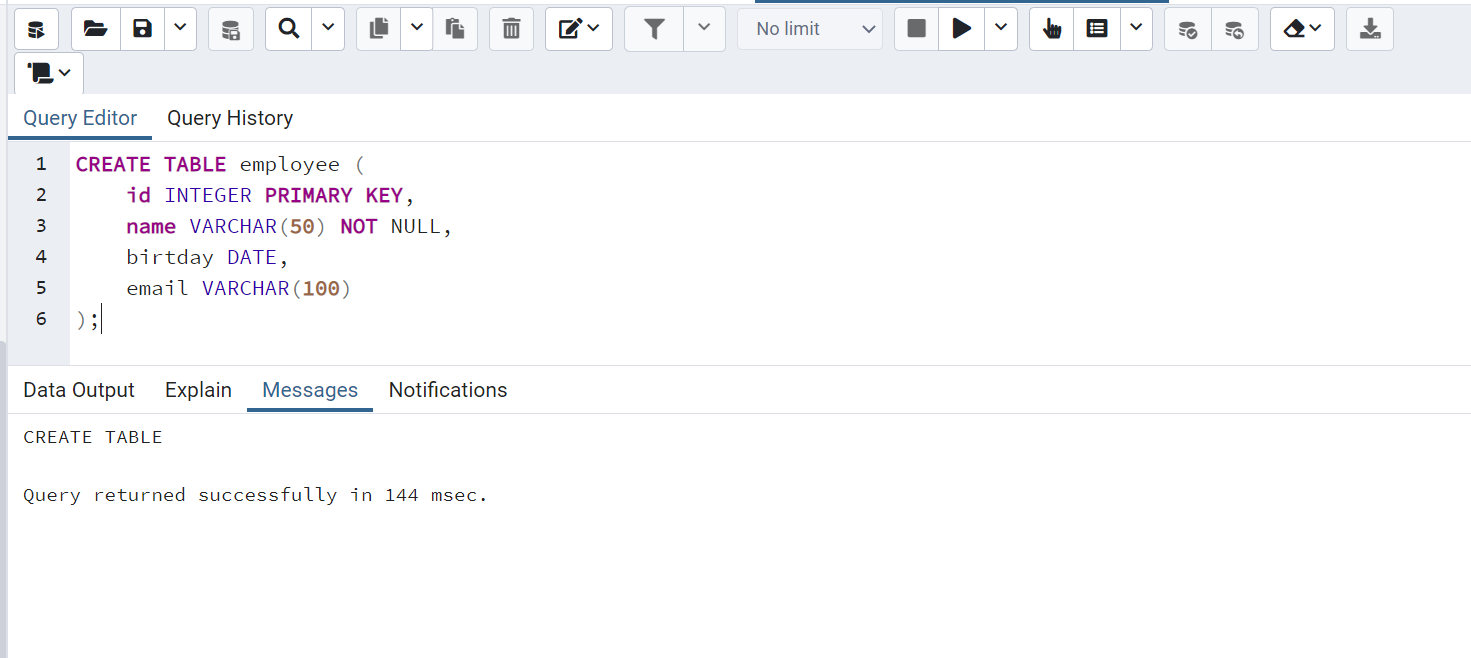 No limit
Query Editor Query History
1 CREATE TABLE employee (
2 id INTEGER PRIMARY KEY,
3 name VARCHAR(50) NOT NULL,
4 birtday DATE,
5 email VARCHAR(100)
6 );
Data Output Explain Messages Notifications
CREATE TABLE
Query returned successfully in 144 msec.